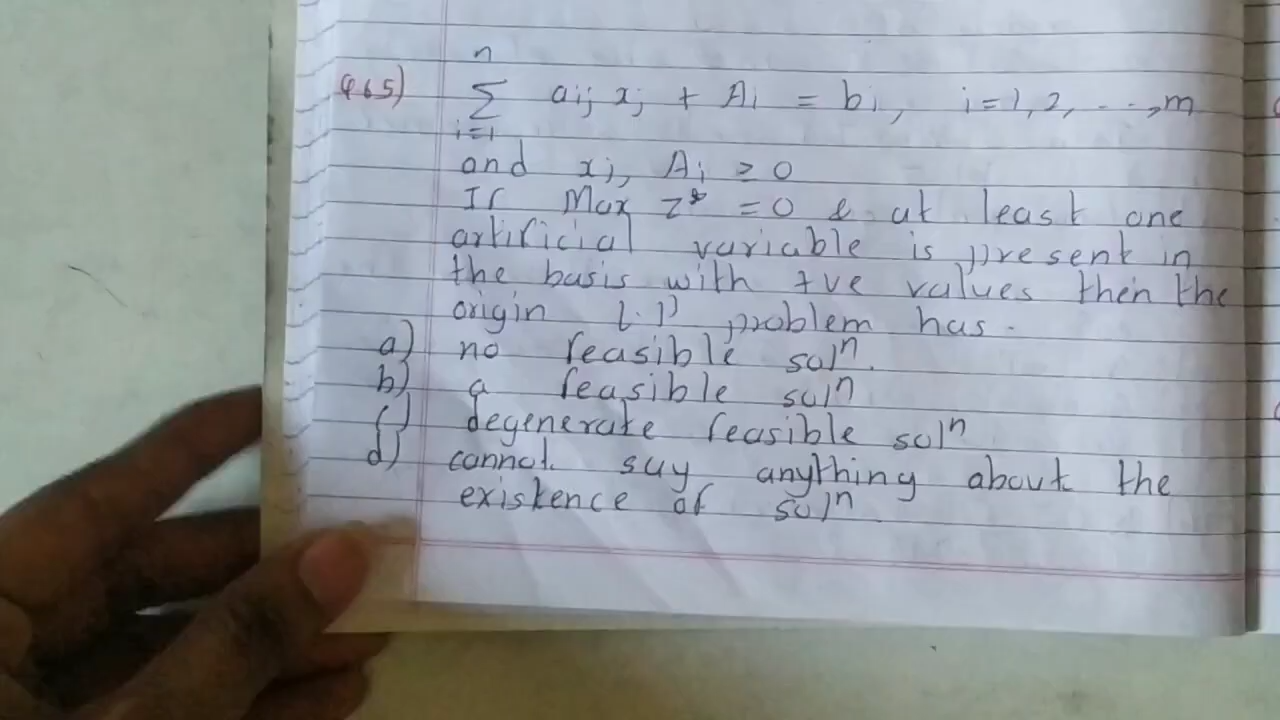 Q65) n
Σ aij xj + Ai = bi, i=1,2,...,m
i=1
and xj, Ai ≥ 0
If Max z* = 0 & at least one
artificial variable is present in
the basis with +ve values then the
origin L.P problem has.
a) no feasible solⁿ.
b) a feasible solⁿ
c) degenerate feasible solⁿ
d) cannot say anything about the
existence of solⁿ